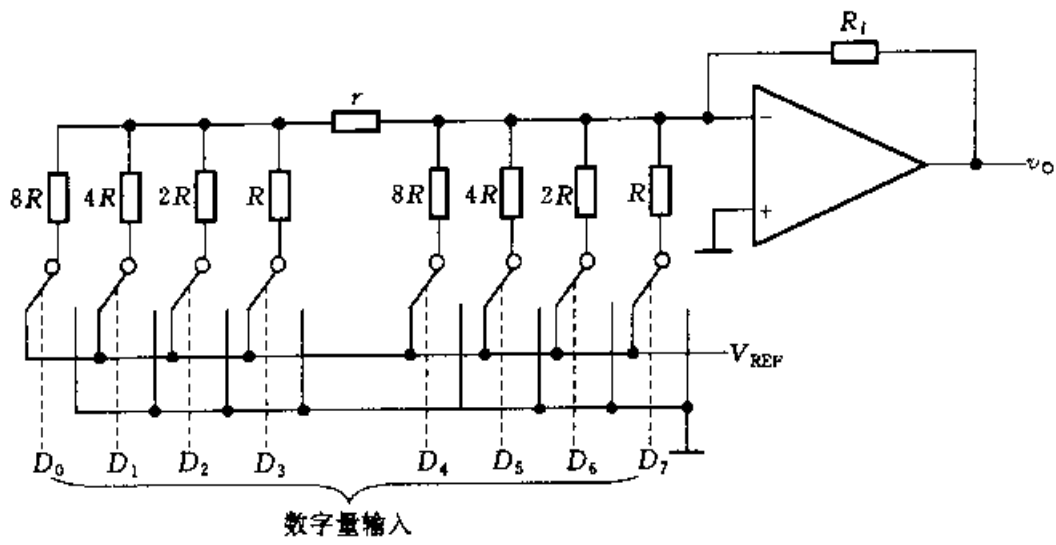 R_f
r
8R 4R 2R R 8R 4R 2R R
−
+
v_O
V_REF
D_0 D_1 D_2 D_3 D_4 D_5 D_6 D_7
数字量输入